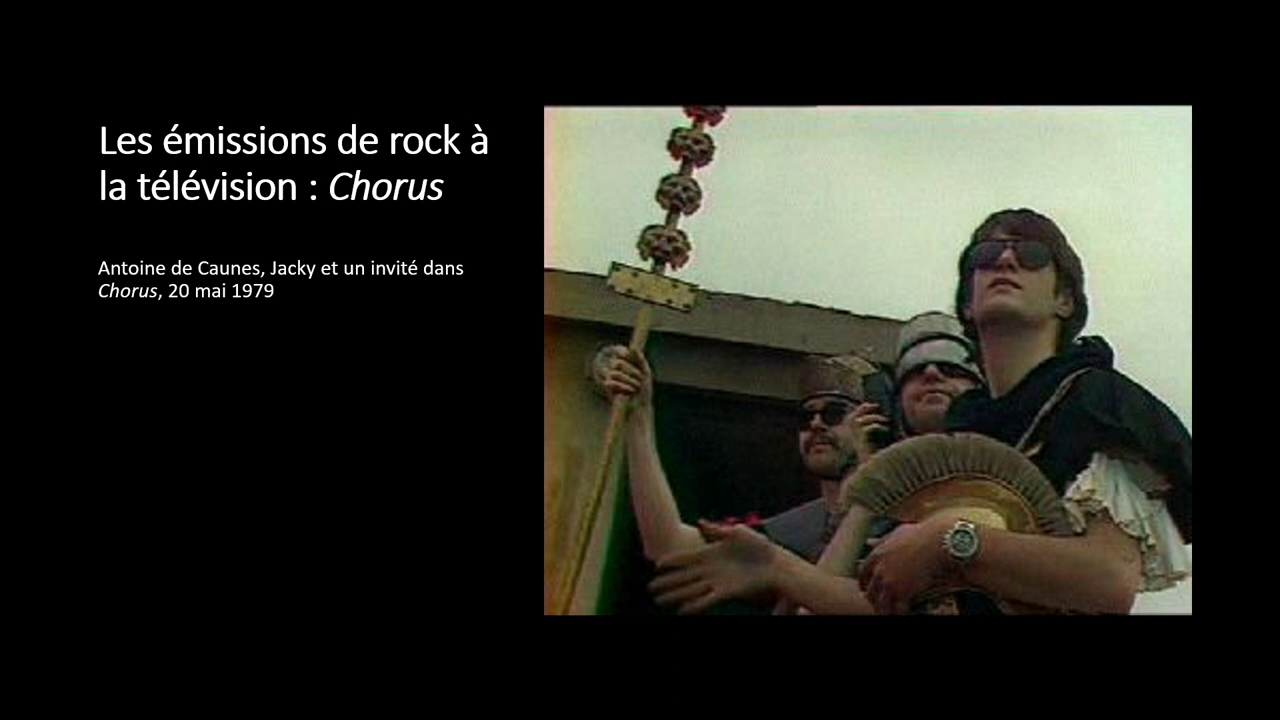 Les émissions de rock à
la télévision : Chorus
Antoine de Caunes, Jacky et un invité dans
Chorus, 20 mai 1979